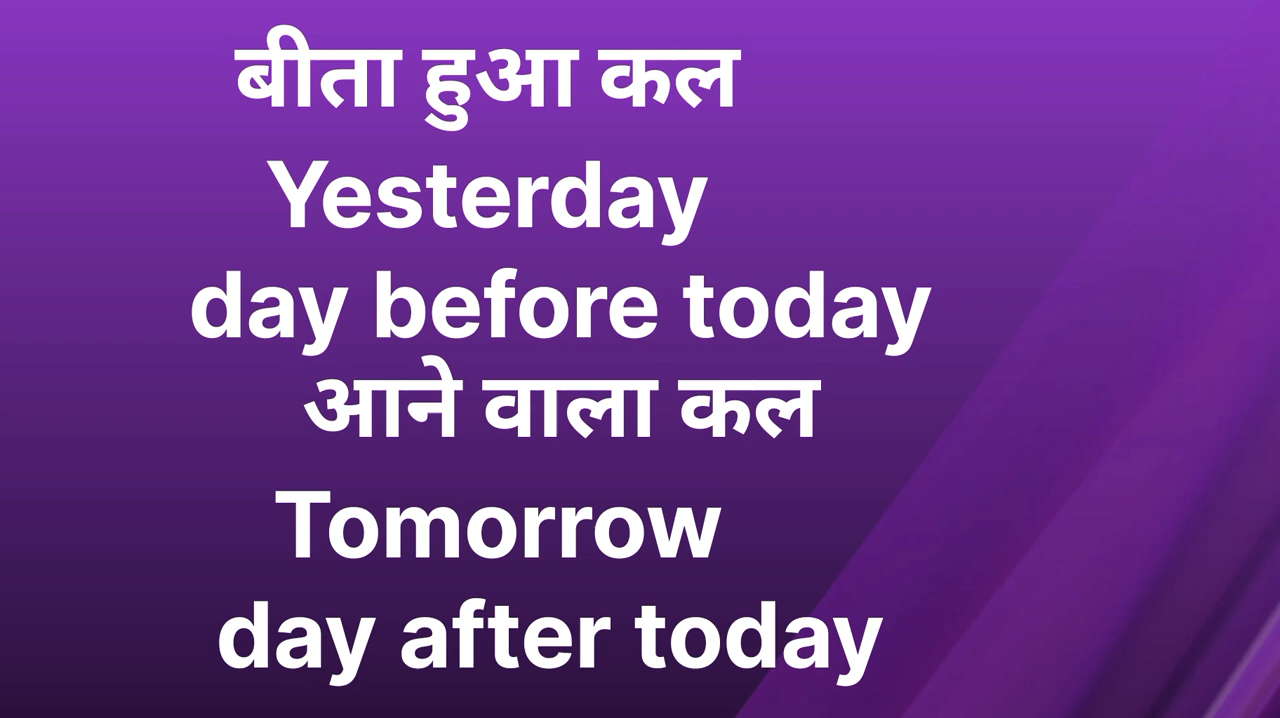 बीता हुआ कल
Yesterday
day before today
आने वाला कल
Tomorrow
day after today